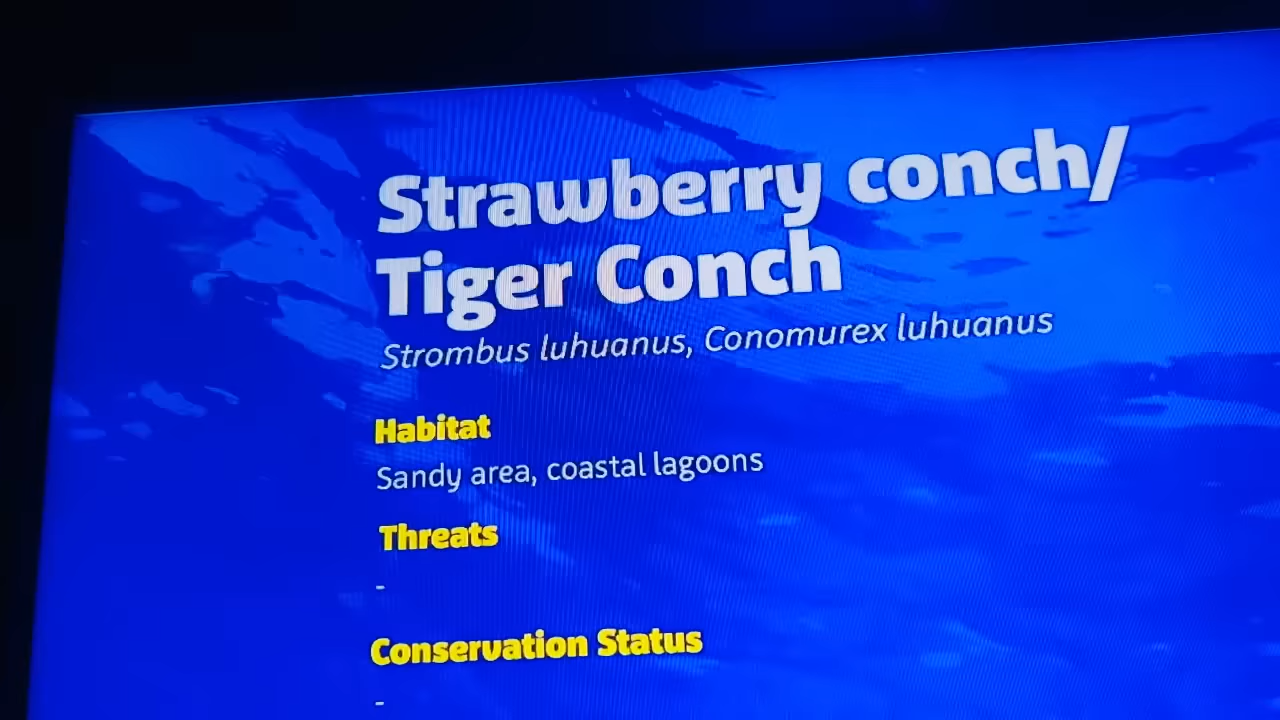 Strawberry conch/
Tiger Conch
Strombus luhuanus, Conomurex luhuanus
Habitat
Sandy area, coastal lagoons
Threats
-
Conservation Status
-